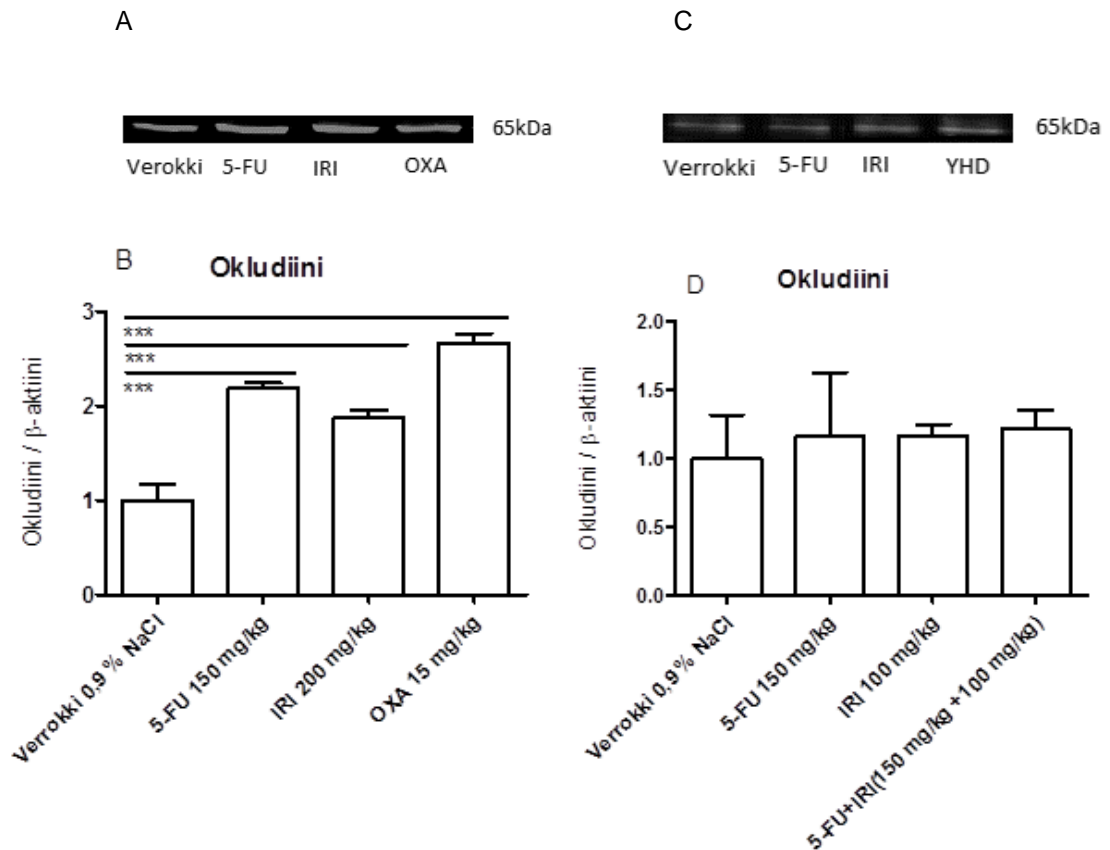 A
65kDa
Verokki 5-FU IRI OXA
B
Okludiini
Okludiini / β-aktiini
3
2
1
0
***
***
***
Verrokki 0,9 % NaCl
5-FU 150 mg/kg
IRI 200 mg/kg
OXA 15 mg/kg
C
65kDa
Verrokki 5-FU IRI YHD
D
Okludiini
Okludiini / β-aktiini
2.0
1.5
1.0
0.5
0.0
Verrokki 0,9 % NaCl
5-FU 150 mg/kg
IRI 100 mg/kg
5-FU+IRI(150 mg/kg +100 mg/kg)